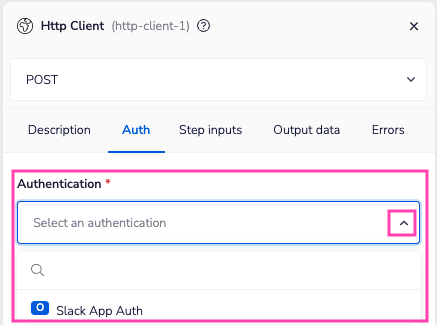 Http Client (http-client-1) ?
POST
Description Auth Step inputs Output data Errors
Authentication *
Select an authentication
O Slack App Auth